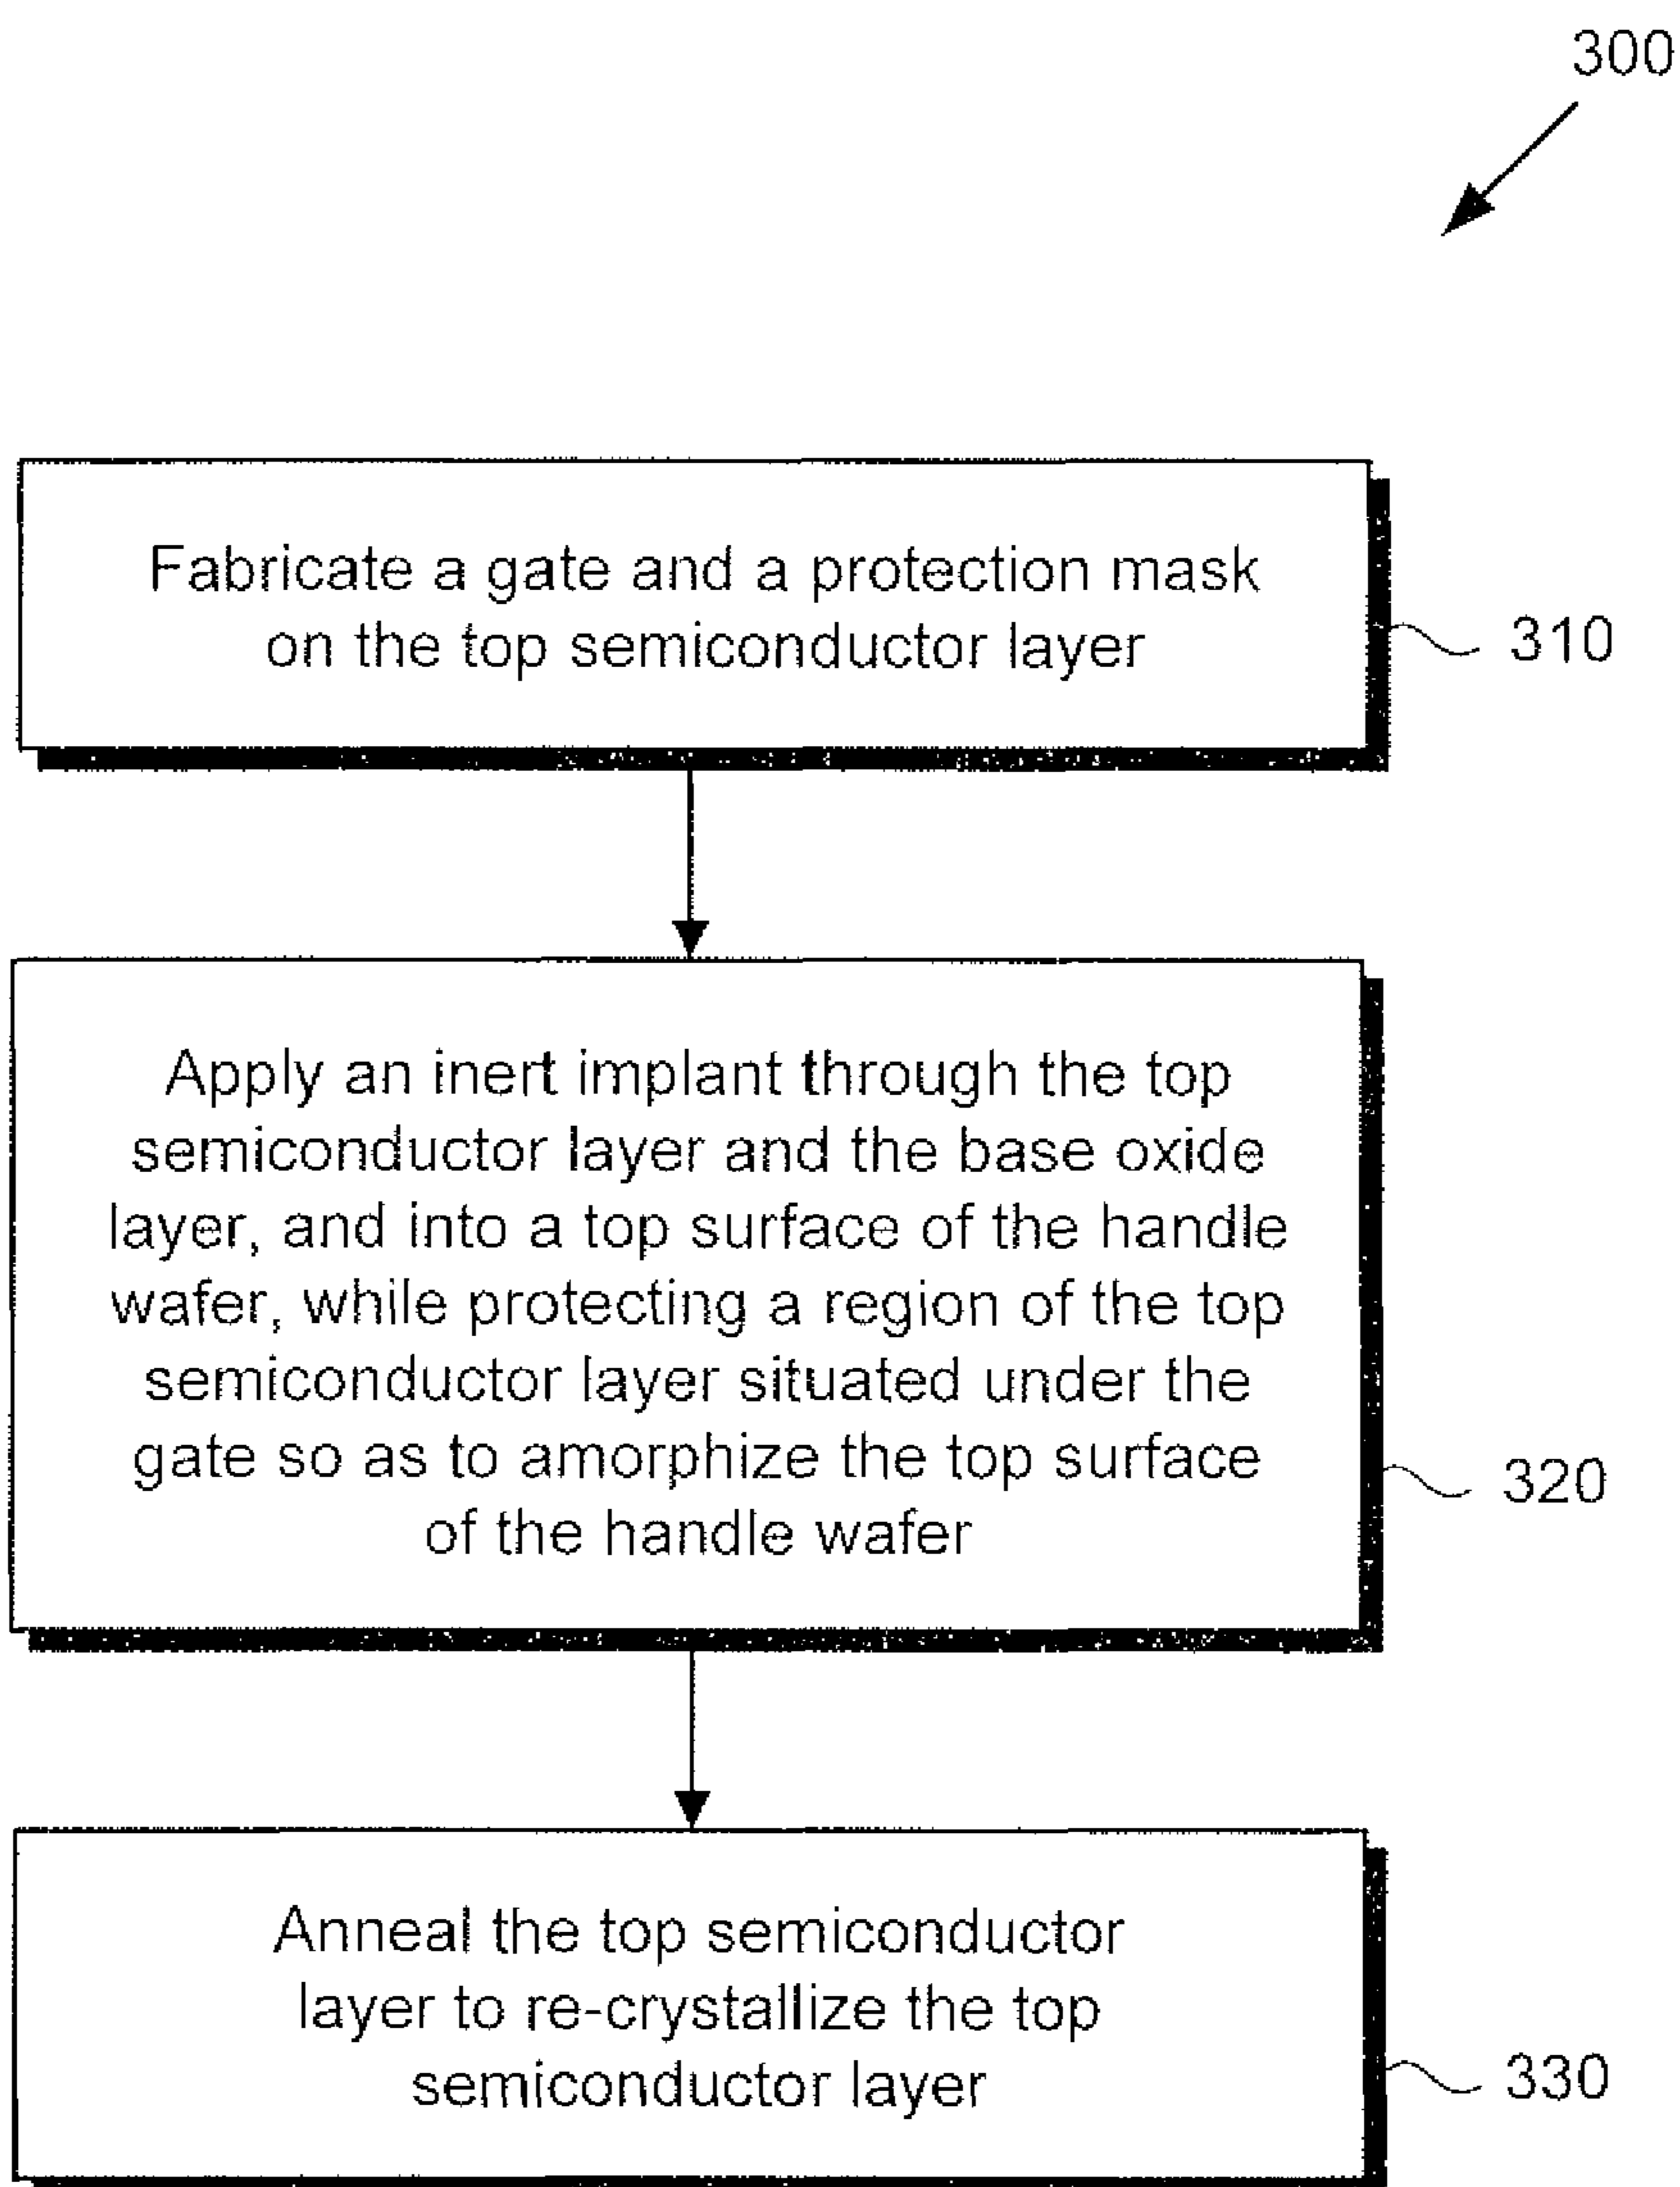 300
Fabricate a gate and a protection mask
on the top semiconductor layer
310
Apply an inert implant through the top
semiconductor layer and the base oxide
layer, and into a top surface of the handle
wafer, while protecting a region of the top
semiconductor layer situated under the
gate so as to amorphize the top surface
of the handle wafer
320
Anneal the top semiconductor
layer to re-crystallize the top
semiconductor layer
330